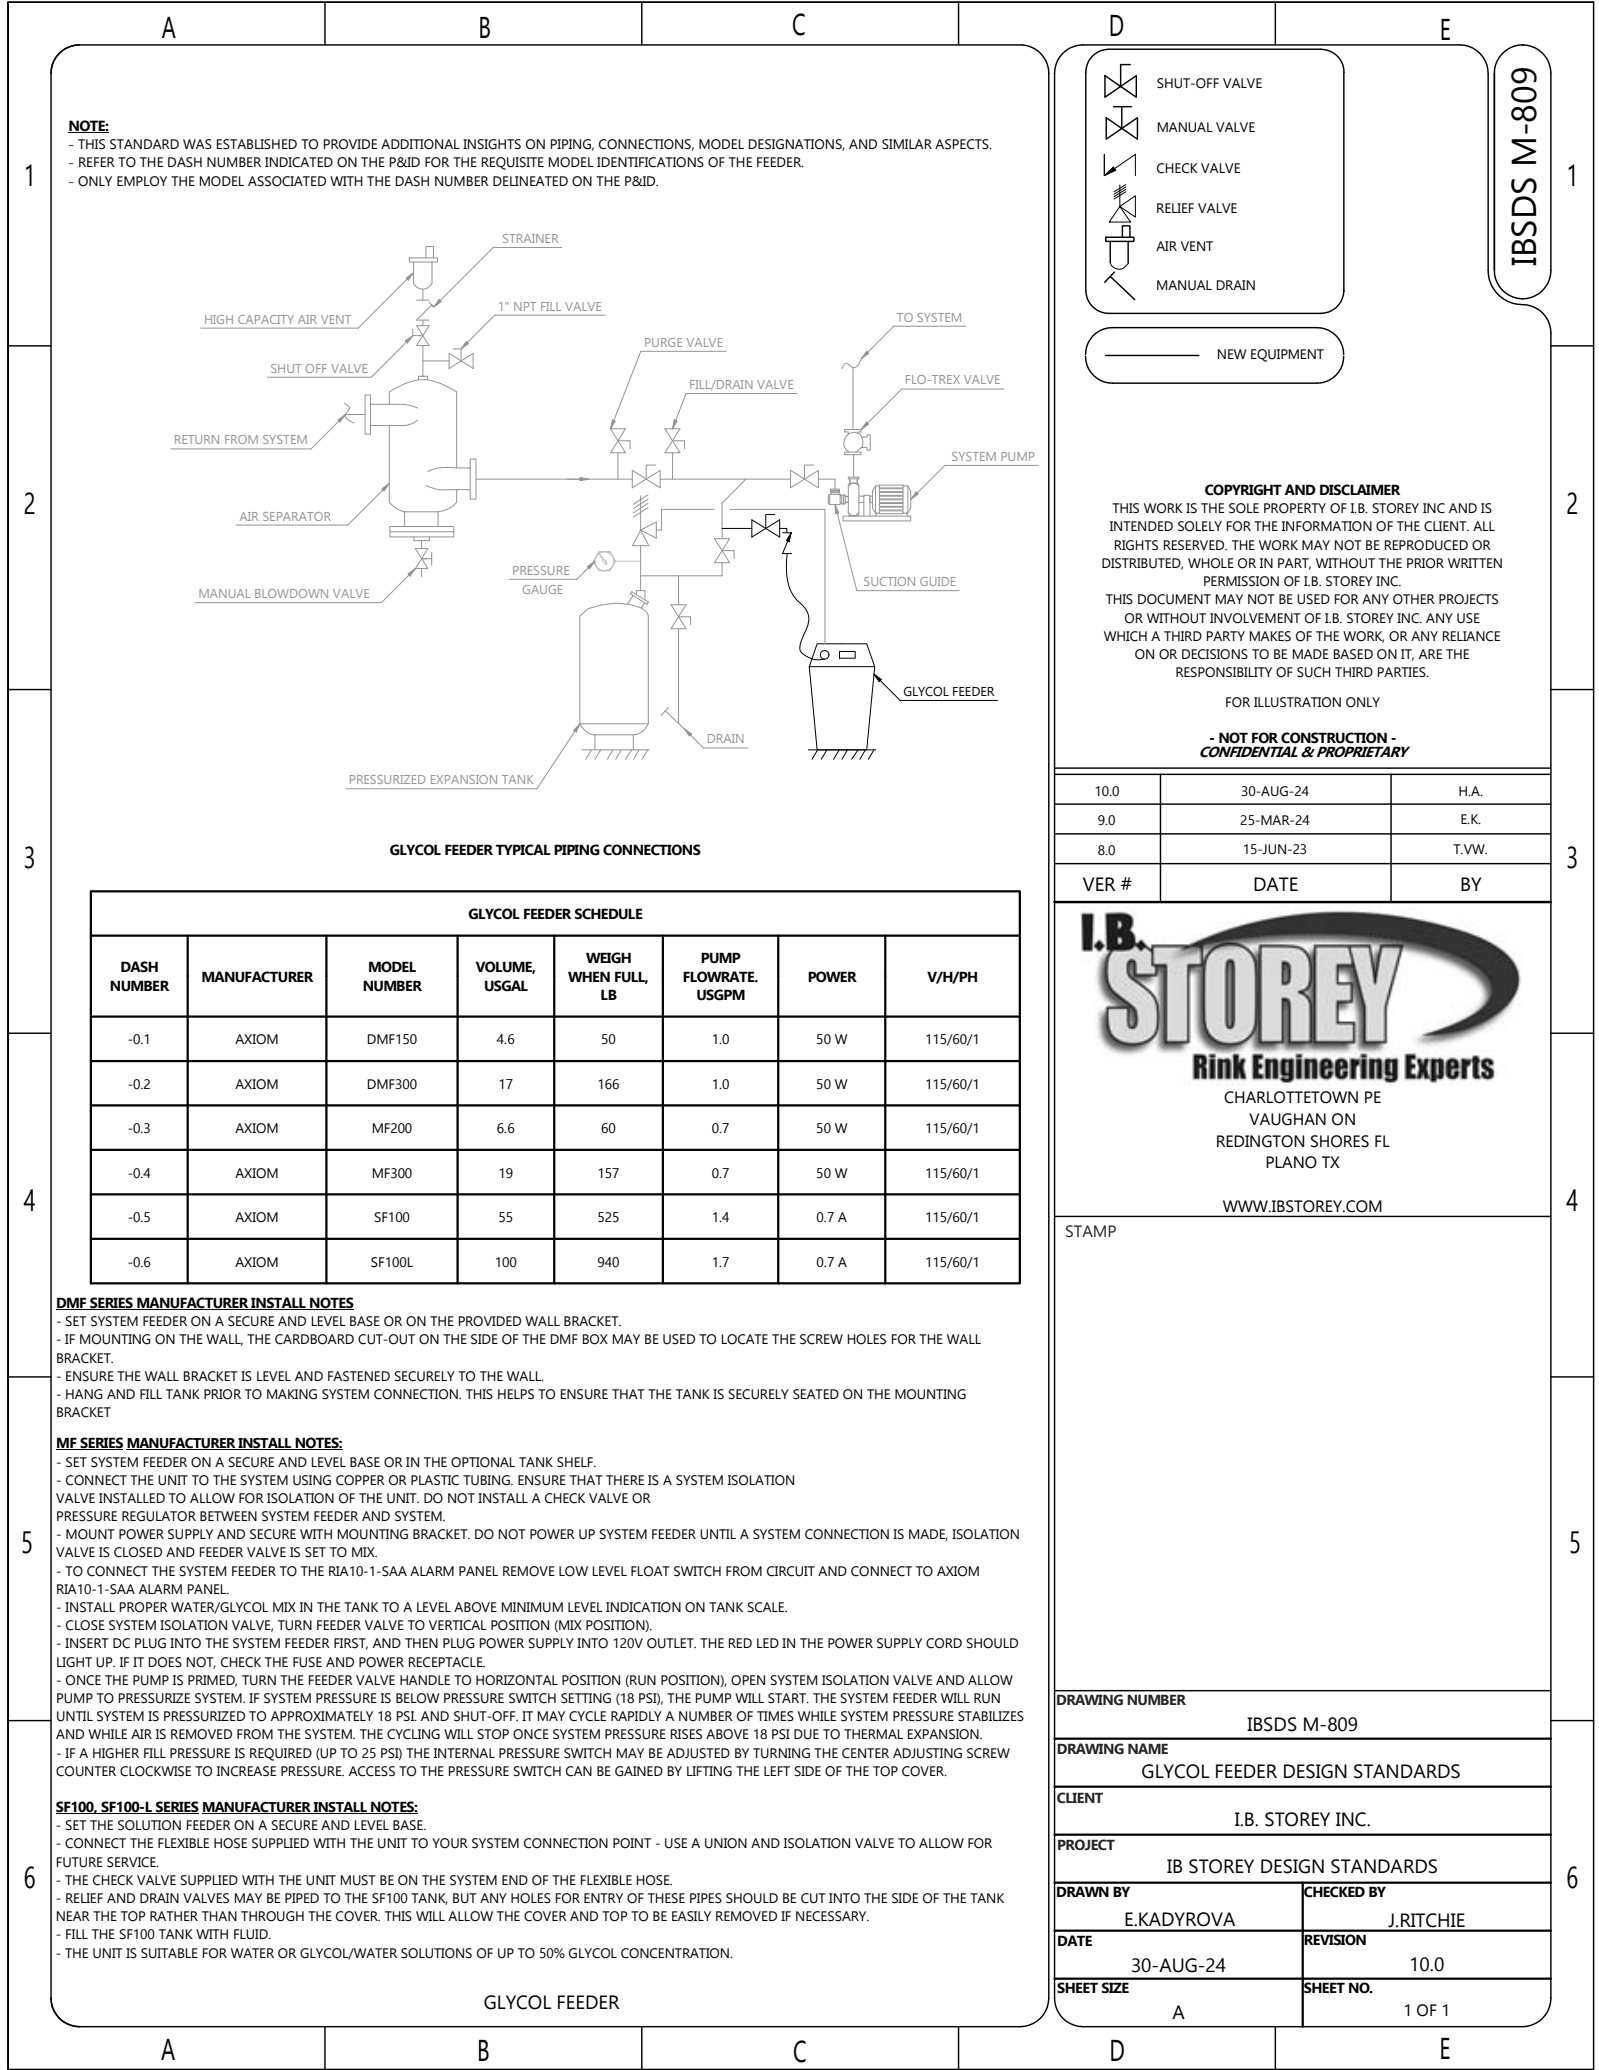 A
B
C
D
E
1
2
3
4
5
6
NOTE:
- THIS STANDARD WAS ESTABLISHED TO PROVIDE ADDITIONAL INSIGHTS ON PIPING, CONNECTIONS, MODEL DESIGNATIONS, AND SIMILAR ASPECTS.
- REFER TO THE DASH NUMBER INDICATED ON THE P&ID FOR THE REQUISITE MODEL IDENTIFICATIONS OF THE FEEDER.
- ONLY EMPLOY THE MODEL ASSOCIATED WITH THE DASH NUMBER DELINEATED ON THE P&ID.
STRAINER
HIGH CAPACITY AIR VENT
1" NPT FILL VALVE
SHUT OFF VALVE
PURGE VALVE
TO SYSTEM
FILL/DRAIN VALVE
FLO-TREX VALVE
RETURN FROM SYSTEM
SYSTEM PUMP
AIR SEPARATOR
PRESSURE
GAUGE
SUCTION GUIDE
MANUAL BLOWDOWN VALVE
GLYCOL FEEDER
DRAIN
PRESSURIZED EXPANSION TANK
GLYCOL FEEDER TYPICAL PIPING CONNECTIONS
GLYCOL FEEDER SCHEDULE
DASH NUMBER MANUFACTURER MODEL NUMBER VOLUME, USGAL WEIGH WHEN FULL, LB PUMP FLOWRATE. USGPM POWER V/H/PH
-0.1 AXIOM DMF150 4.6 50 1.0 50 W 115/60/1
-0.2 AXIOM DMF300 17 166 1.0 50 W 115/60/1
-0.3 AXIOM MF200 6.6 60 0.7 50 W 115/60/1
-0.4 AXIOM MF300 19 157 0.7 50 W 115/60/1
-0.5 AXIOM SF100 55 525 1.4 0.7 A 115/60/1
-0.6 AXIOM SF100L 100 940 1.7 0.7 A 115/60/1
DMF SERIES MANUFACTURER INSTALL NOTES
- SET SYSTEM FEEDER ON A SECURE AND LEVEL BASE OR ON THE PROVIDED WALL BRACKET.
- IF MOUNTING ON THE WALL, THE CARDBOARD CUT-OUT ON THE SIDE OF THE DMF BOX MAY BE USED TO LOCATE THE SCREW HOLES FOR THE WALL
BRACKET.
- ENSURE THE WALL BRACKET IS LEVEL AND FASTENED SECURELY TO THE WALL.
- HANG AND FILL TANK PRIOR TO MAKING SYSTEM CONNECTION. THIS HELPS TO ENSURE THAT THE TANK IS SECURELY SEATED ON THE MOUNTING
BRACKET
MF SERIES MANUFACTURER INSTALL NOTES:
- SET SYSTEM FEEDER ON A SECURE AND LEVEL BASE OR IN THE OPTIONAL TANK SHELF.
- CONNECT THE UNIT TO THE SYSTEM USING COPPER OR PLASTIC TUBING. ENSURE THAT THERE IS A SYSTEM ISOLATION
VALVE INSTALLED TO ALLOW FOR ISOLATION OF THE UNIT. DO NOT INSTALL A CHECK VALVE OR
PRESSURE REGULATOR BETWEEN SYSTEM FEEDER AND SYSTEM.
- MOUNT POWER SUPPLY AND SECURE WITH MOUNTING BRACKET. DO NOT POWER UP SYSTEM FEEDER UNTIL A SYSTEM CONNECTION IS MADE, ISOLATION
VALVE IS CLOSED AND FEEDER VALVE IS SET TO MIX.
- TO CONNECT THE SYSTEM FEEDER TO THE RIA10-1-SAA ALARM PANEL REMOVE LOW LEVEL FLOAT SWITCH FROM CIRCUIT AND CONNECT TO AXIOM
RIA10-1-SAA ALARM PANEL.
- INSTALL PROPER WATER/GLYCOL MIX IN THE TANK TO A LEVEL ABOVE MINIMUM LEVEL INDICATION ON TANK SCALE.
- CLOSE SYSTEM ISOLATION VALVE, TURN FEEDER VALVE TO VERTICAL POSITION (MIX POSITION).
- INSERT DC PLUG INTO THE SYSTEM FEEDER FIRST, AND THEN PLUG POWER SUPPLY INTO 120V OUTLET. THE RED LED IN THE POWER SUPPLY CORD SHOULD
LIGHT UP. IF IT DOES NOT, CHECK THE FUSE AND POWER RECEPTACLE.
- ONCE THE PUMP IS PRIMED, TURN THE FEEDER VALVE HANDLE TO HORIZONTAL POSITION (RUN POSITION), OPEN SYSTEM ISOLATION VALVE AND ALLOW
PUMP TO PRESSURIZE SYSTEM. IF SYSTEM PRESSURE IS BELOW PRESSURE SWITCH SETTING (18 PSI), THE PUMP WILL START. THE SYSTEM FEEDER WILL RUN
UNTIL SYSTEM IS PRESSURIZED TO APPROXIMATELY 18 PSI. AND SHUT-OFF. IT MAY CYCLE RAPIDLY A NUMBER OF TIMES WHILE SYSTEM PRESSURE STABILIZES
AND WHILE AIR IS REMOVED FROM THE SYSTEM. THE CYCLING WILL STOP ONCE SYSTEM PRESSURE RISES ABOVE 18 PSI DUE TO THERMAL EXPANSION.
- IF A HIGHER FILL PRESSURE IS REQUIRED (UP TO 25 PSI) THE INTERNAL PRESSURE SWITCH MAY BE ADJUSTED BY TURNING THE CENTER ADJUSTING SCREW
COUNTER CLOCKWISE TO INCREASE PRESSURE. ACCESS TO THE PRESSURE SWITCH CAN BE GAINED BY LIFTING THE LEFT SIDE OF THE TOP COVER.
SF100, SF100-L SERIES MANUFACTURER INSTALL NOTES:
- SET THE SOLUTION FEEDER ON A SECURE AND LEVEL BASE.
- CONNECT THE FLEXIBLE HOSE SUPPLIED WITH THE UNIT TO YOUR SYSTEM CONNECTION POINT - USE A UNION AND ISOLATION VALVE TO ALLOW FOR
FUTURE SERVICE.
- THE CHECK VALVE SUPPLIED WITH THE UNIT MUST BE ON THE SYSTEM END OF THE FLEXIBLE HOSE.
- RELIEF AND DRAIN VALVES MAY BE PIPED TO THE SF100 TANK, BUT ANY HOLES FOR ENTRY OF THESE PIPES SHOULD BE CUT INTO THE SIDE OF THE TANK
NEAR THE TOP RATHER THAN THROUGH THE COVER. THIS WILL ALLOW THE COVER AND TOP TO BE EASILY REMOVED IF NECESSARY.
- FILL THE SF100 TANK WITH FLUID.
- THE UNIT IS SUITABLE FOR WATER OR GLYCOL/WATER SOLUTIONS OF UP TO 50% GLYCOL CONCENTRATION.
GLYCOL FEEDER
SHUT-OFF VALVE
MANUAL VALVE
CHECK VALVE
RELIEF VALVE
AIR VENT
MANUAL DRAIN
NEW EQUIPMENT
IBSDS M-809
COPYRIGHT AND DISCLAIMER
THIS WORK IS THE SOLE PROPERTY OF I.B. STOREY INC AND IS
INTENDED SOLELY FOR THE INFORMATION OF THE CLIENT. ALL
RIGHTS RESERVED. THE WORK MAY NOT BE REPRODUCED OR
DISTRIBUTED, WHOLE OR IN PART, WITHOUT THE PRIOR WRITTEN
PERMISSION OF I.B. STOREY INC.
THIS DOCUMENT MAY NOT BE USED FOR ANY OTHER PROJECTS
OR WITHOUT INVOLVEMENT OF I.B. STOREY INC. ANY USE
WHICH A THIRD PARTY MAKES OF THE WORK, OR ANY RELIANCE
ON OR DECISIONS TO BE MADE BASED ON IT, ARE THE
RESPONSIBILITY OF SUCH THIRD PARTIES.
FOR ILLUSTRATION ONLY
- NOT FOR CONSTRUCTION -
CONFIDENTIAL & PROPRIETARY
10.0 30-AUG-24 H.A.
9.0 25-MAR-24 E.K.
8.0 15-JUN-23 T.VW.
VER # DATE BY
I.B.
STOREY
Rink Engineering Experts
CHARLOTTETOWN PE
VAUGHAN ON
REDINGTON SHORES FL
PLANO TX
WWW.IBSTOREY.COM
STAMP
DRAWING NUMBER
IBSDS M-809
DRAWING NAME
GLYCOL FEEDER DESIGN STANDARDS
CLIENT
I.B. STOREY INC.
PROJECT
IB STOREY DESIGN STANDARDS
DRAWN BY CHECKED BY
E.KADYROVA J.RITCHIE
DATE REVISION
30-AUG-24 10.0
SHEET SIZE SHEET NO.
A 1 OF 1
1
2
3
4
5
6
A
B
C
D
E